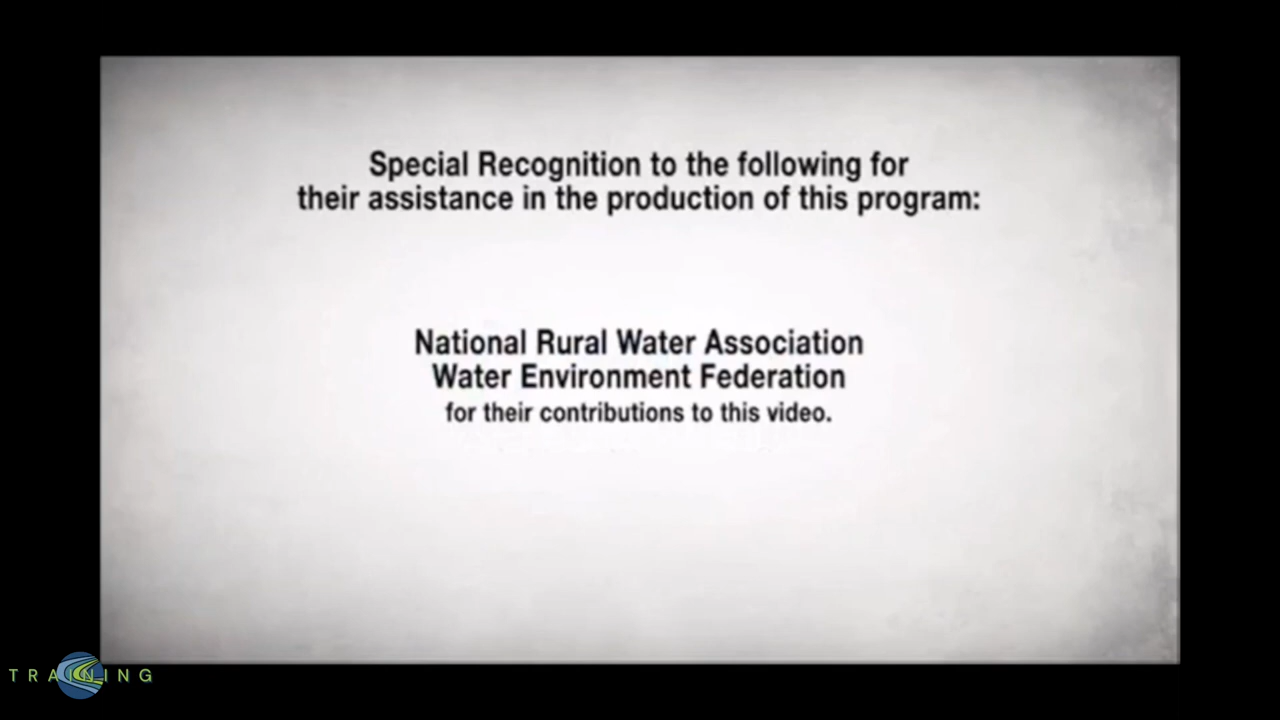 Special Recognition to the following for
their assistance in the production of this program:
National Rural Water Association
Water Environment Federation
for their contributions to this video.
TRAINING